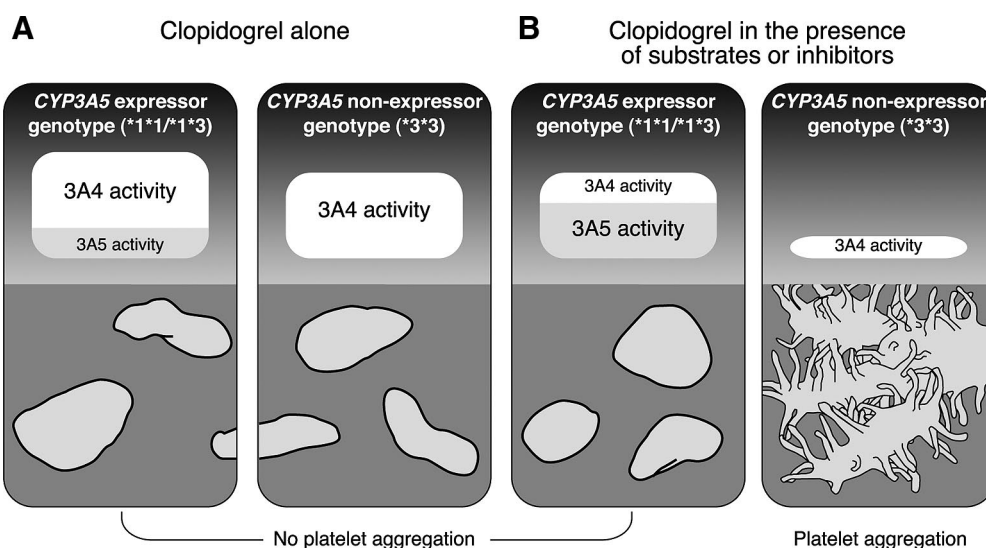 A
Clopidogrel alone
CYP3A5 expressor
genotype (*1*1/*1*3)
3A4 activity
3A5 activity
CYP3A5 non-expressor
genotype (*3*3)
3A4 activity
B
Clopidogrel in the presence
of substrates or inhibitors
CYP3A5 expressor
genotype (*1*1/*1*3)
3A4 activity
3A5 activity
CYP3A5 non-expressor
genotype (*3*3)
3A4 activity
No platelet aggregation
Platelet aggregation